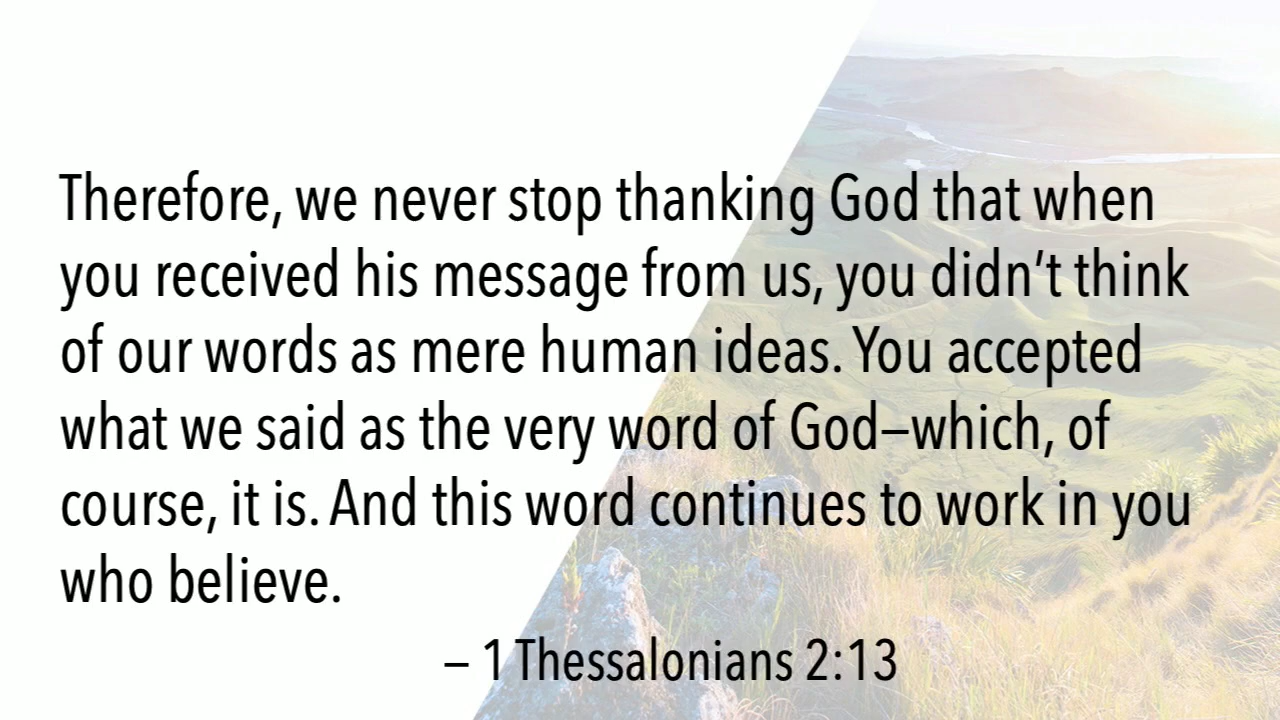 Therefore, we never stop thanking God that when
you received his message from us, you didn’t think
of our words as mere human ideas. You accepted
what we said as the very word of God—which, of
course, it is. And this word continues to work in you
who believe.
– 1 Thessalonians 2:13